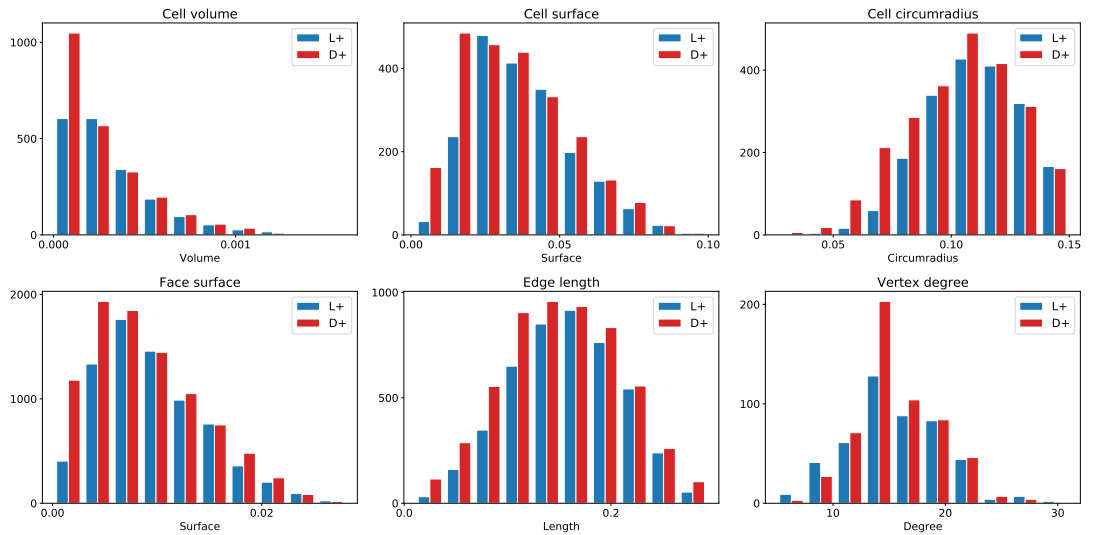 Cell volume
1000
500
0
0.000
0.001
Volume
L+
D+
Cell surface
400
200
0
0.00
0.05
0.10
Surface
L+
D+
Cell circumradius
400
200
0
0.05
0.10
0.15
Circumradius
L+
D+
Face surface
2000
1000
0
0.00
0.02
Surface
L+
D+
Edge length
1000
500
0
0.0
0.2
Length
L+
D+
Vertex degree
200
100
0
10
20
30
Degree
L+
D+